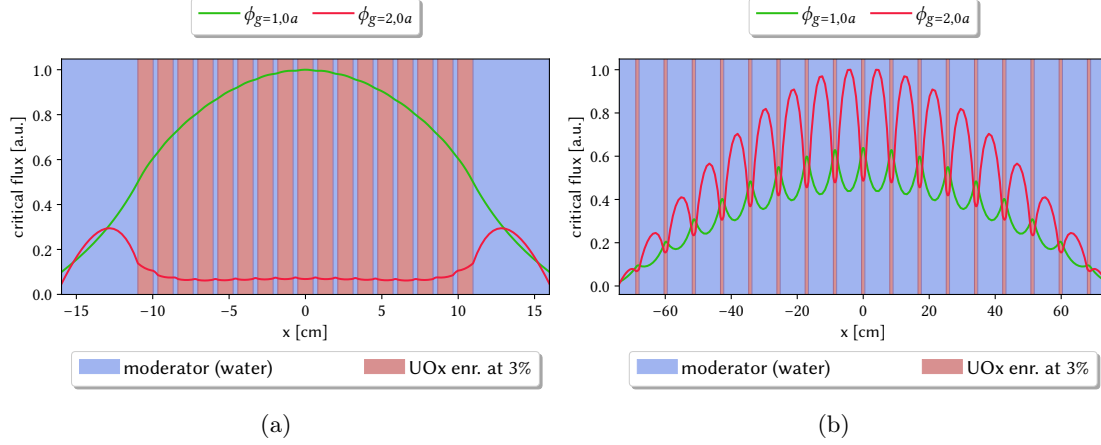 ϕg=1,0a ϕg=2,0a
critical flux [a.u.]
1.0
0.8
0.6
0.4
0.2
0.0
−15 −10 −5 0 5 10 15
x [cm]
moderator (water) UOx enr. at 3%
(a)
ϕg=1,0a ϕg=2,0a
critical flux [a.u.]
1.0
0.8
0.6
0.4
0.2
0.0
−60 −40 −20 0 20 40 60
x [cm]
moderator (water) UOx enr. at 3%
(b)